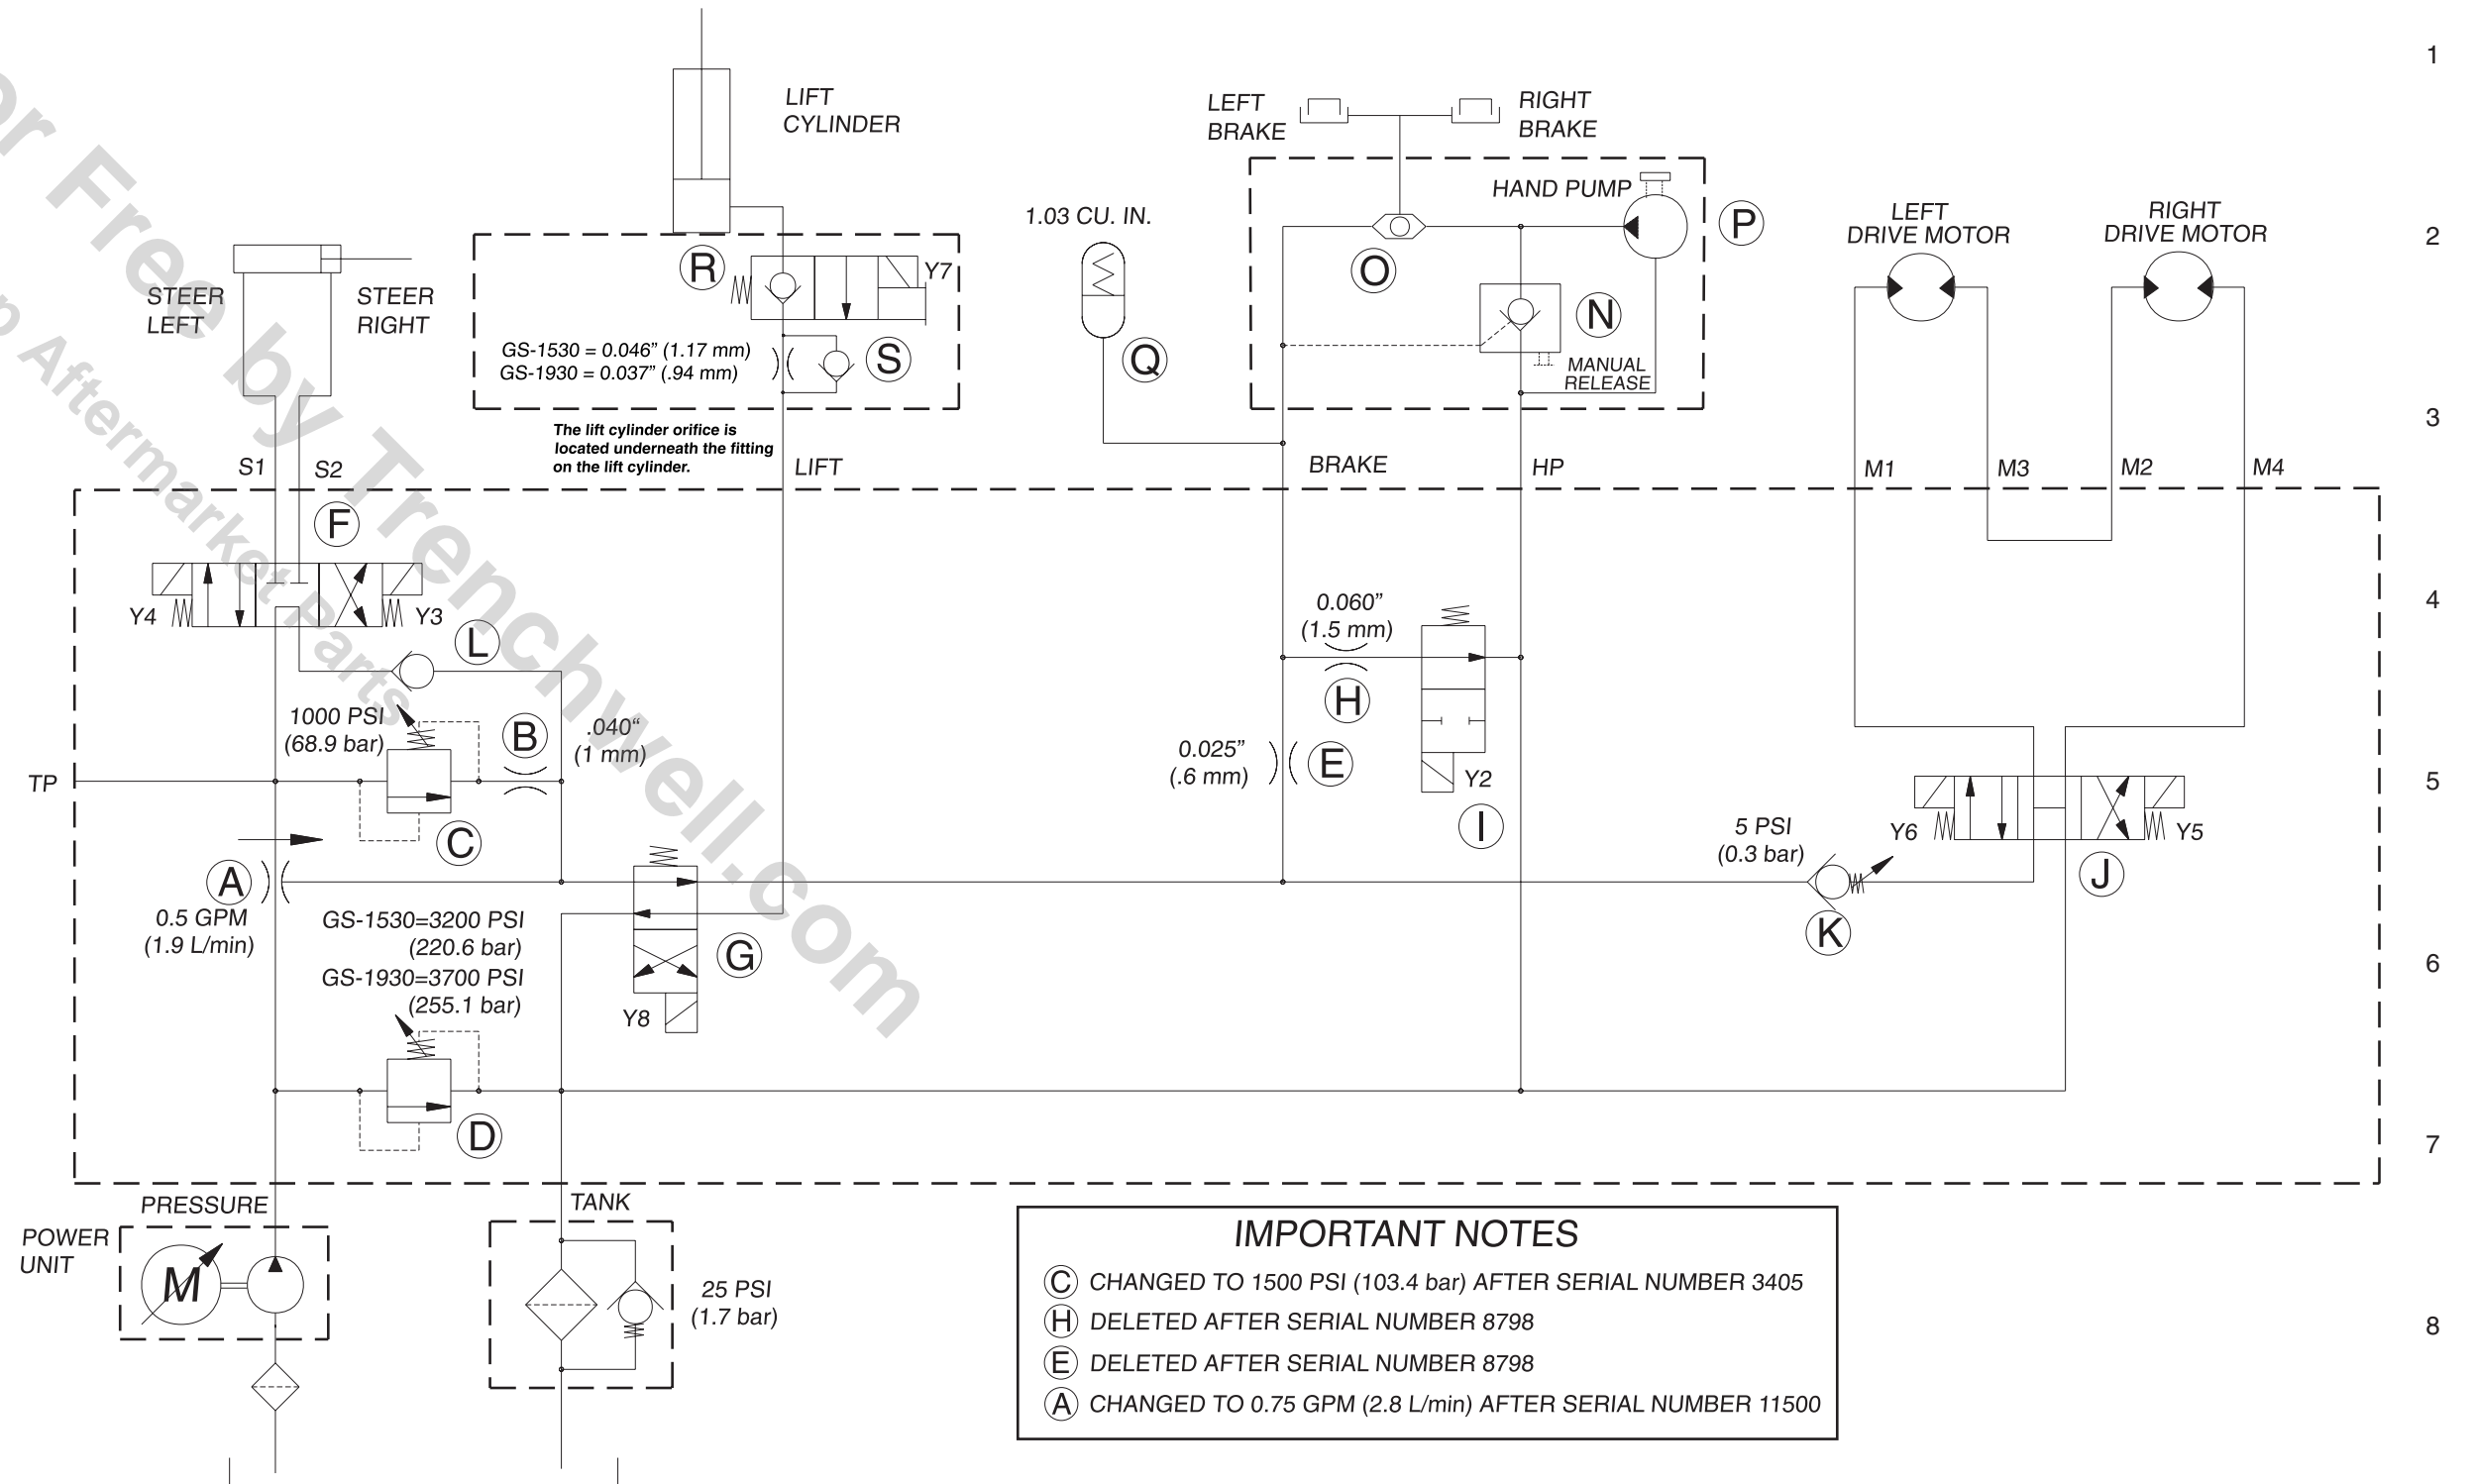 1
LIFT
CYLINDER
LEFT
BRAKE
RIGHT
BRAKE
HAND PUMP
P
1.03 CU. IN.
LEFT
DRIVE MOTOR
RIGHT
DRIVE MOTOR
2
R
Y7
O
STEER
LEFT
STEER
RIGHT
N
GS-1530 = 0.046” (1.17 mm)
GS-1930 = 0.037” (.94 mm)
S
Q
MANUAL
RELEASE
3
The lift cylinder orifice is
located underneath the fitting
on the lift cylinder.
S1
S2
LIFT
BRAKE
HP
M1
M3
M2
M4
F
4
Y4
Y3
L
0.060”
(1.5 mm)
H
1000 PSI
(68.9 bar)
B
.040“
(1 mm)
0.025”
(.6 mm)
E
Y2
I
TP
5
C
5 PSI
(0.3 bar)
Y6
Y5
J
A
0.5 GPM
(1.9 L/min)
K
GS-1530=3200 PSI
(220.6 bar)
GS-1930=3700 PSI
(255.1 bar)
G
6
Y8
D
7
PRESSURE
TANK
POWER
UNIT
M
25 PSI
(1.7 bar)
8
IMPORTANT NOTES
C CHANGED TO 1500 PSI (103.4 bar) AFTER SERIAL NUMBER 3405
H DELETED AFTER SERIAL NUMBER 8798
E DELETED AFTER SERIAL NUMBER 8798
A CHANGED TO 0.75 GPM (2.8 L/min) AFTER SERIAL NUMBER 11500
or Free by Trenchwell.com
p Aftermarket Parts